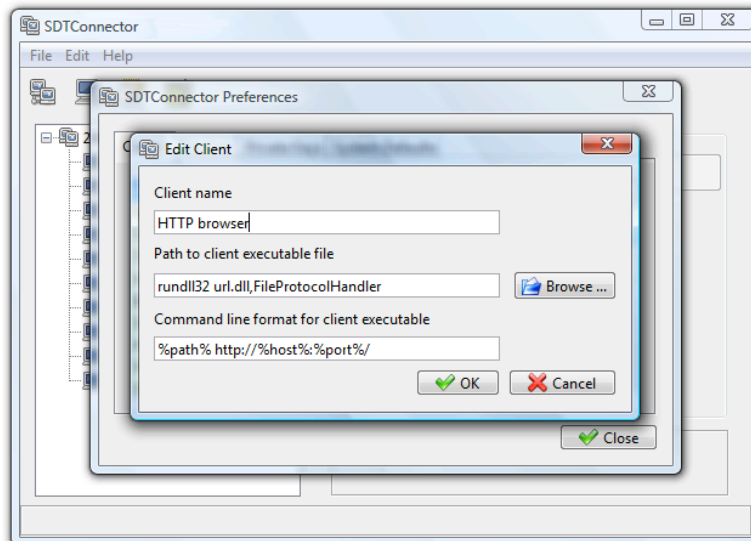 SDTConnector
File Edit Help
SDTConnector Preferences
2
Edit Client
Client name
HTTP browser
Path to client executable file
rundll32 url.dll,FileProtocolHandler
Browse ...
Command line format for client executable
%path% http://%host%:%port%/
OK
Cancel
Close